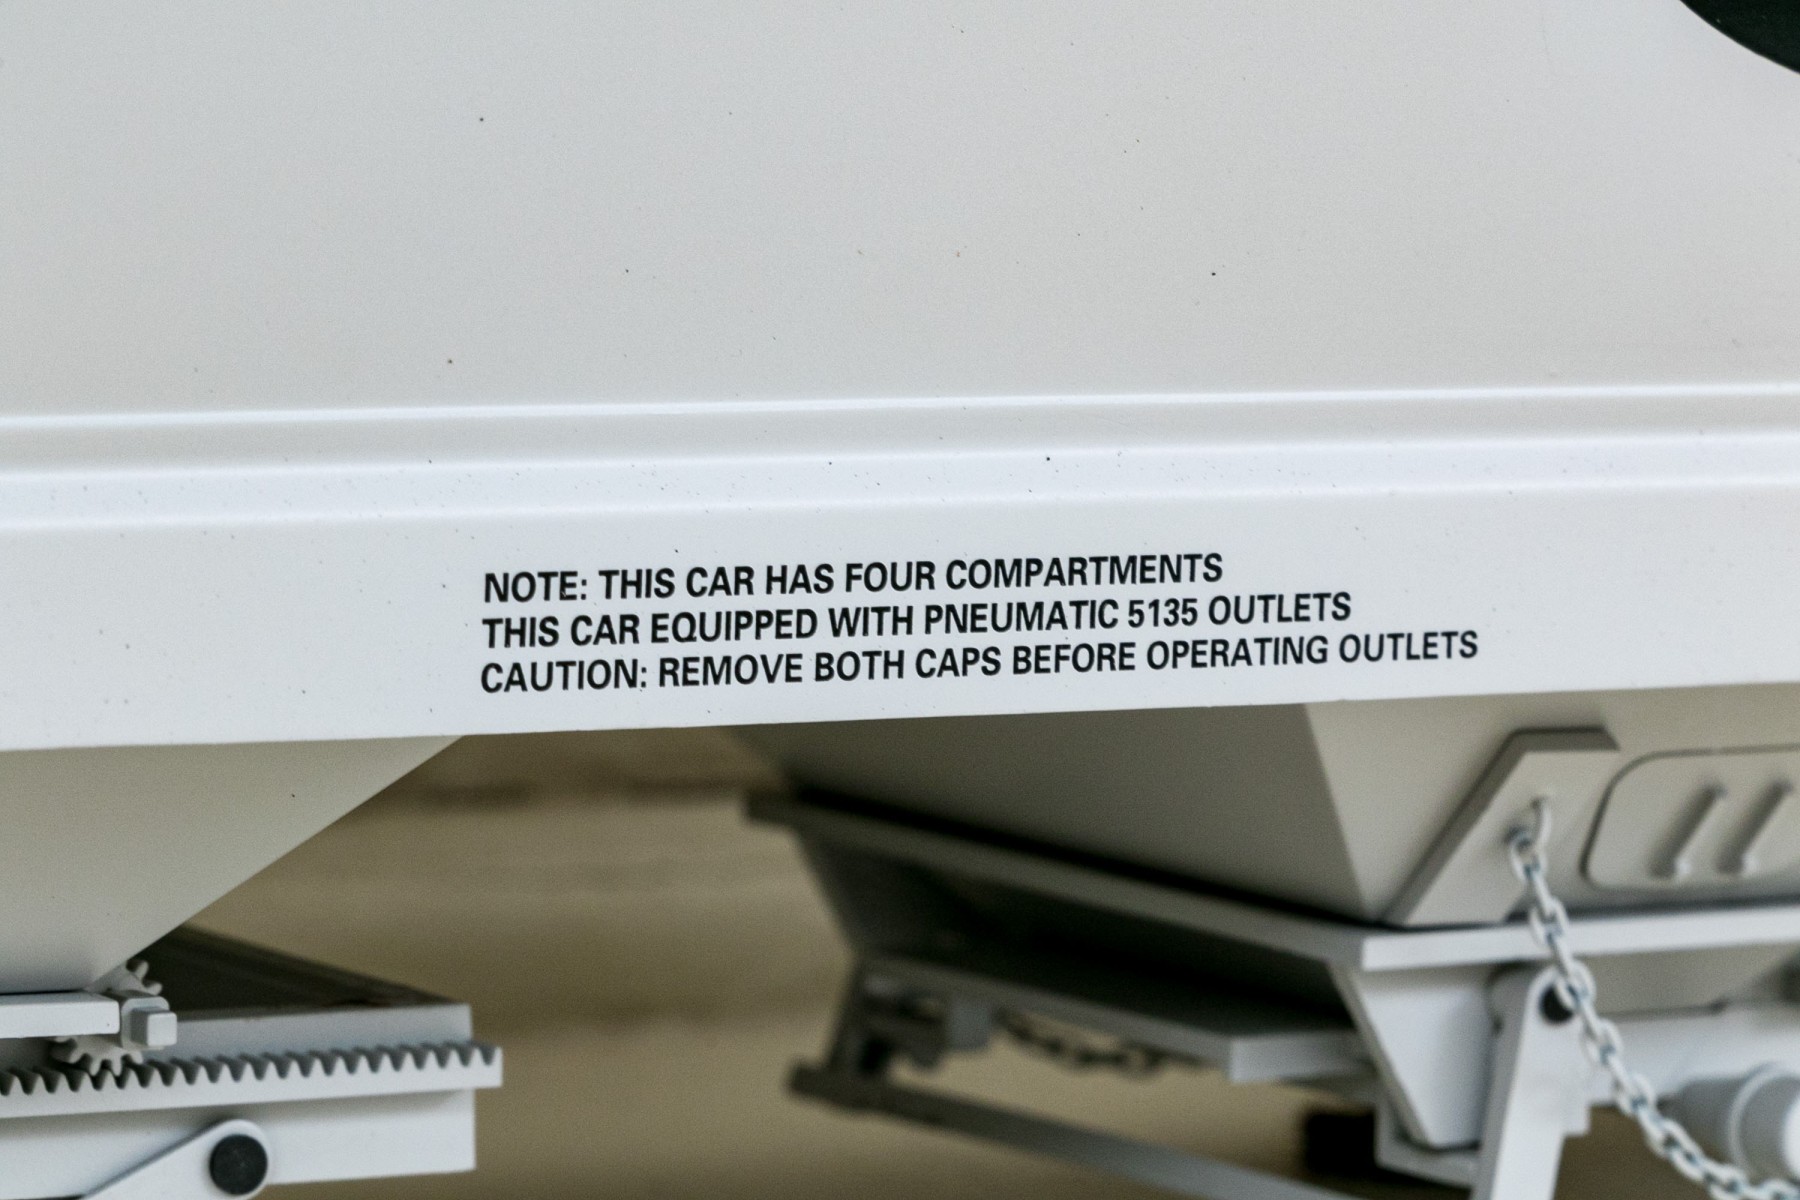 NOTE: THIS CAR HAS FOUR COMPARTMENTS
THIS CAR EQUIPPED WITH PNEUMATIC 5135 OUTLETS
CAUTION: REMOVE BOTH CAPS BEFORE OPERATING OUTLETS